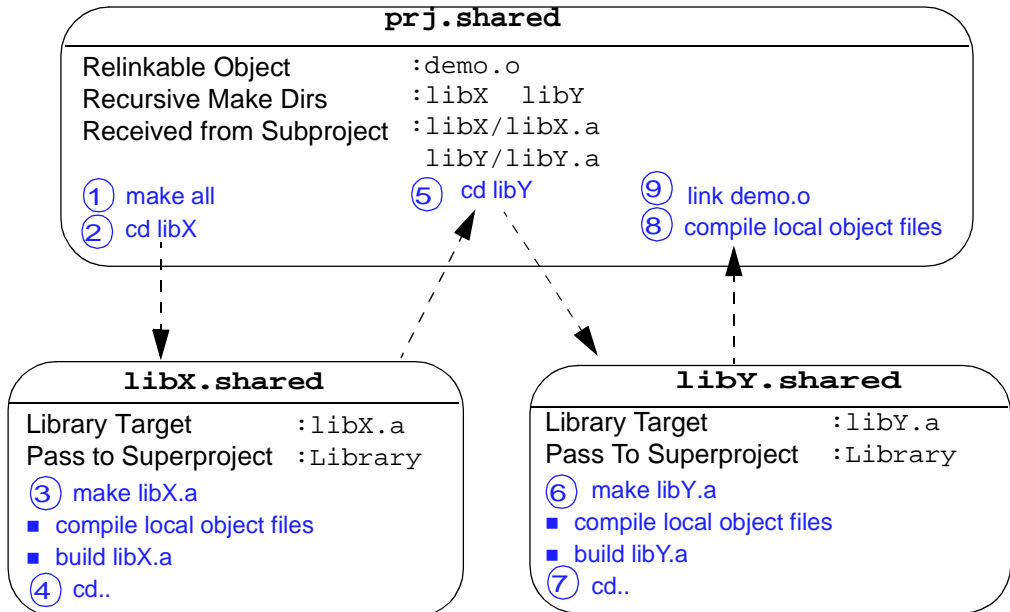 prj.shared
Relinkable Object :demo.o
Recursive Make Dirs :libX libY
Received from Subproject :libX/libX.a
libY/libY.a
1 make all
2 cd libX
5 cd libY
9 link demo.o
8 compile local object files
libX.shared
Library Target :libX.a
Pass to Superproject :Library
3 make libX.a
■ compile local object files
■ build libX.a
4 cd..
libY.shared
Library Target :libY.a
Pass To Superproject :Library
6 make libY.a
■ compile local object files
■ build libY.a
7 cd..